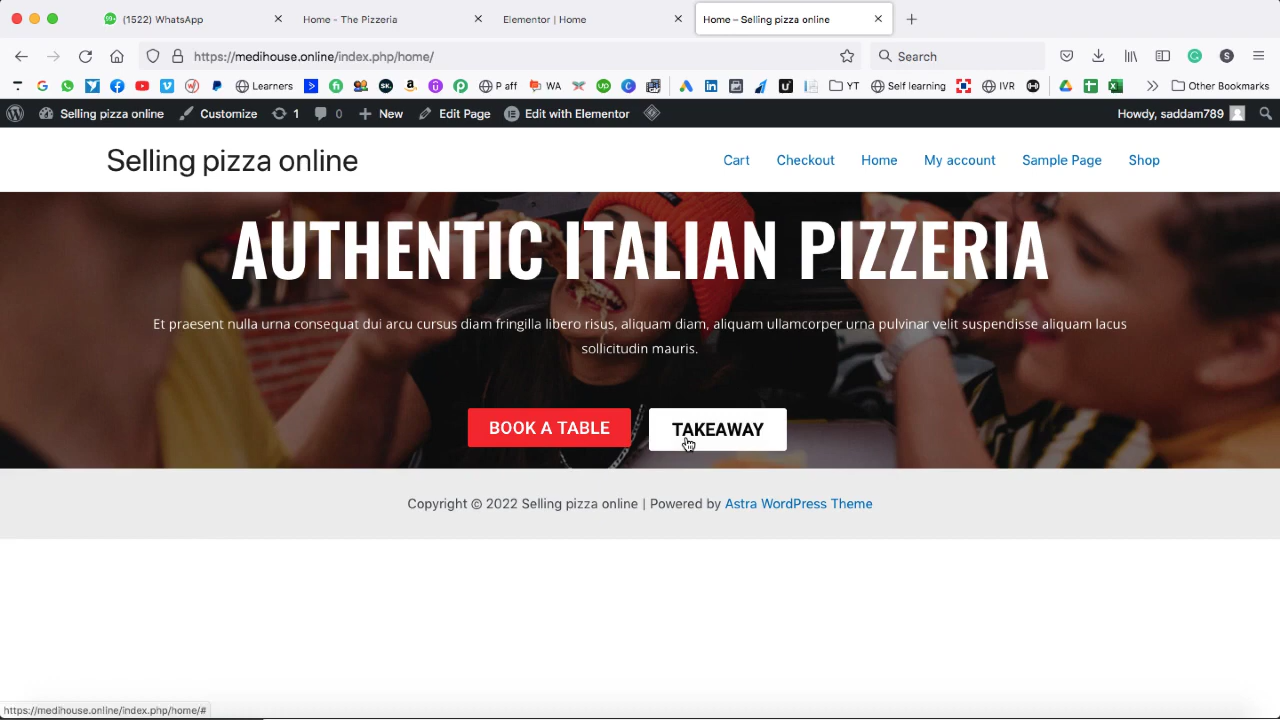 (1522) WhatsApp
Home - The Pizzeria
Elementor | Home
Home – Selling pizza online
https://medihouse.online/index.php/home/
Search
Learners
P aff
WA
YT
Self learning
IVR
Other Bookmarks
Selling pizza online
Customize
1
0
New
Edit Page
Edit with Elementor
Howdy, saddam789
Selling pizza online
Cart
Checkout
Home
My account
Sample Page
Shop
AUTHENTIC ITALIAN PIZZERIA
Et praesent nulla urna consequat dui arcu cursus diam fringilla libero risus, aliquam diam, aliquam ullamcorper urna pulvinar velit suspendisse aliquam lacus
sollicitudin mauris.
BOOK A TABLE
TAKEAWAY
Copyright © 2022 Selling pizza online | Powered by Astra WordPress Theme
https://medihouse.online/index.php/home/#